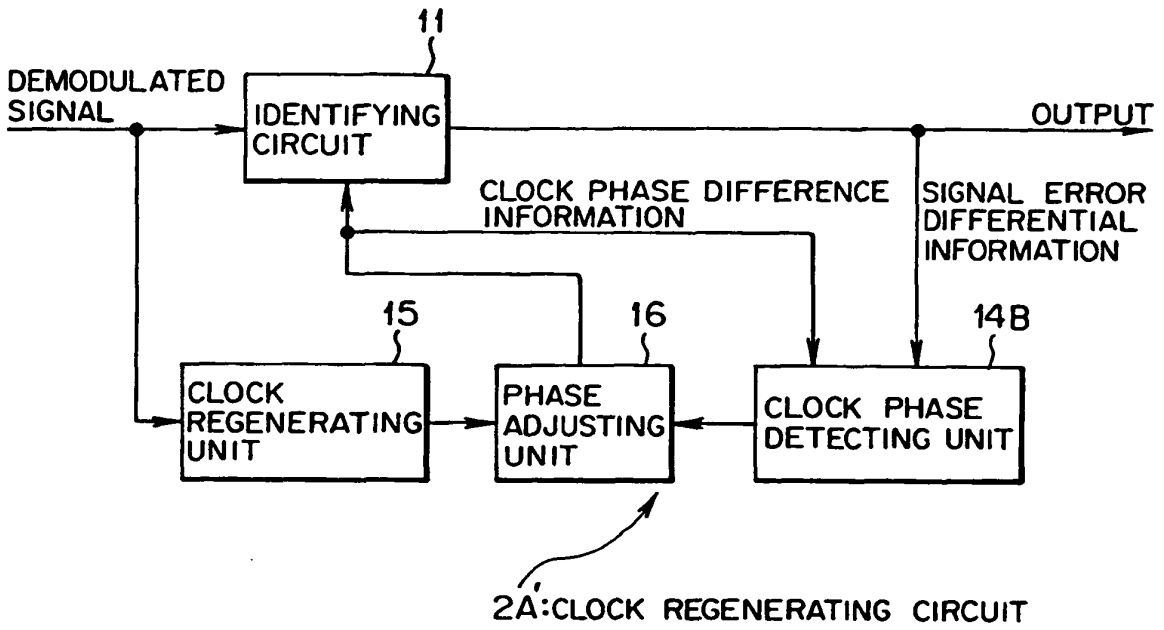 11
DEMODULATED
SIGNAL
IDENTIFYING
CIRCUIT
OUTPUT
CLOCK PHASE DIFFERENCE
INFORMATION
SIGNAL ERROR
DIFFERENTIAL
INFORMATION
15
16
14B
CLOCK
REGENERATING
UNIT
PHASE
ADJUSTING
UNIT
CLOCK PHASE
DETECTING UNIT
2A':CLOCK REGENERATING CIRCUIT